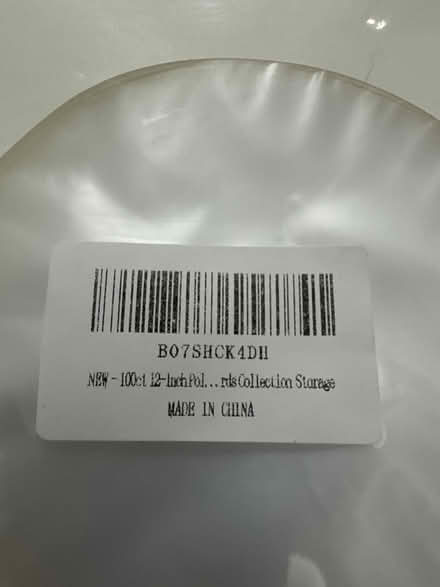 B07SHCK4DH
NEW - 100ct 12-Inch Pol...rds Collection Storage
MADE IN CHINA